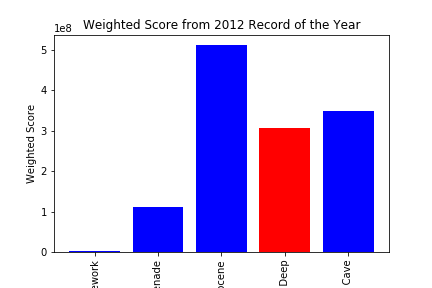 Weighted Score from 2012 Record of the Year
1e8
5
4
3
2
1
0
Weighted Score
ework
enade
ocene
Deep
Cave